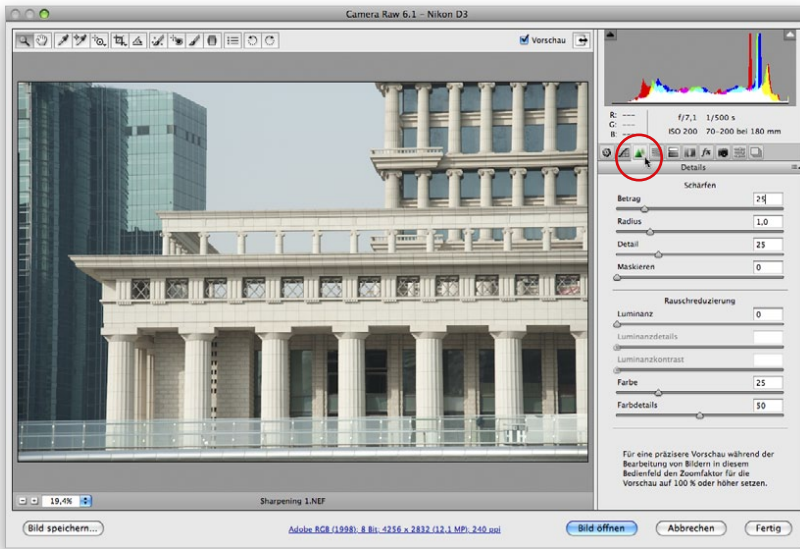 Camera Raw 6.1 – Nikon D3
Vorschau
R: ---
G: ---
B: ---
f/7,1 1/500 s
ISO 200 70–200 bei 180 mm
fx
Details
Schärfen
Betrag 25
Radius 1,0
Detail 25
Maskieren 0
Rauschreduzierung
Luminanz 0
Luminanzdetails
Luminanzkontrast
Farbe 25
Farbdetails 50
Für eine präzisere Vorschau während der
Bearbeitung von Bildern in diesem
Bedienfeld den Zoomfaktor für die
Vorschau auf 100 % oder höher setzen.
19,4% Sharpening 1.NEF
Bild speichern... Adobe RGB (1998); 8 Bit; 4256 x 2832 (12,1 MP); 240 ppi Bild öffnen Abbrechen Fertig